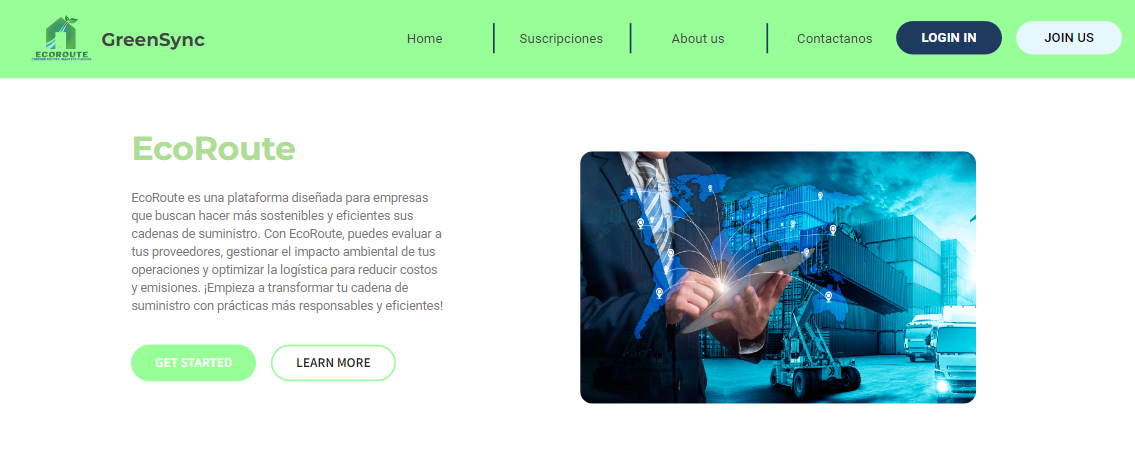 ECOROUTE
GreenSync
Home
Suscripciones
About us
Contactanos
LOGIN IN
JOIN US
EcoRoute
EcoRoute es una plataforma diseñada para empresas
que buscan hacer más sostenibles y eficientes sus
cadenas de suministro. Con EcoRoute, puedes evaluar a
tus proveedores, gestionar el impacto ambiental de tus
operaciones y optimizar la logística para reducir costos
y emisiones. ¡Empieza a transformar tu cadena de
suministro con prácticas más responsables y eficientes!
GET STARTED
LEARN MORE